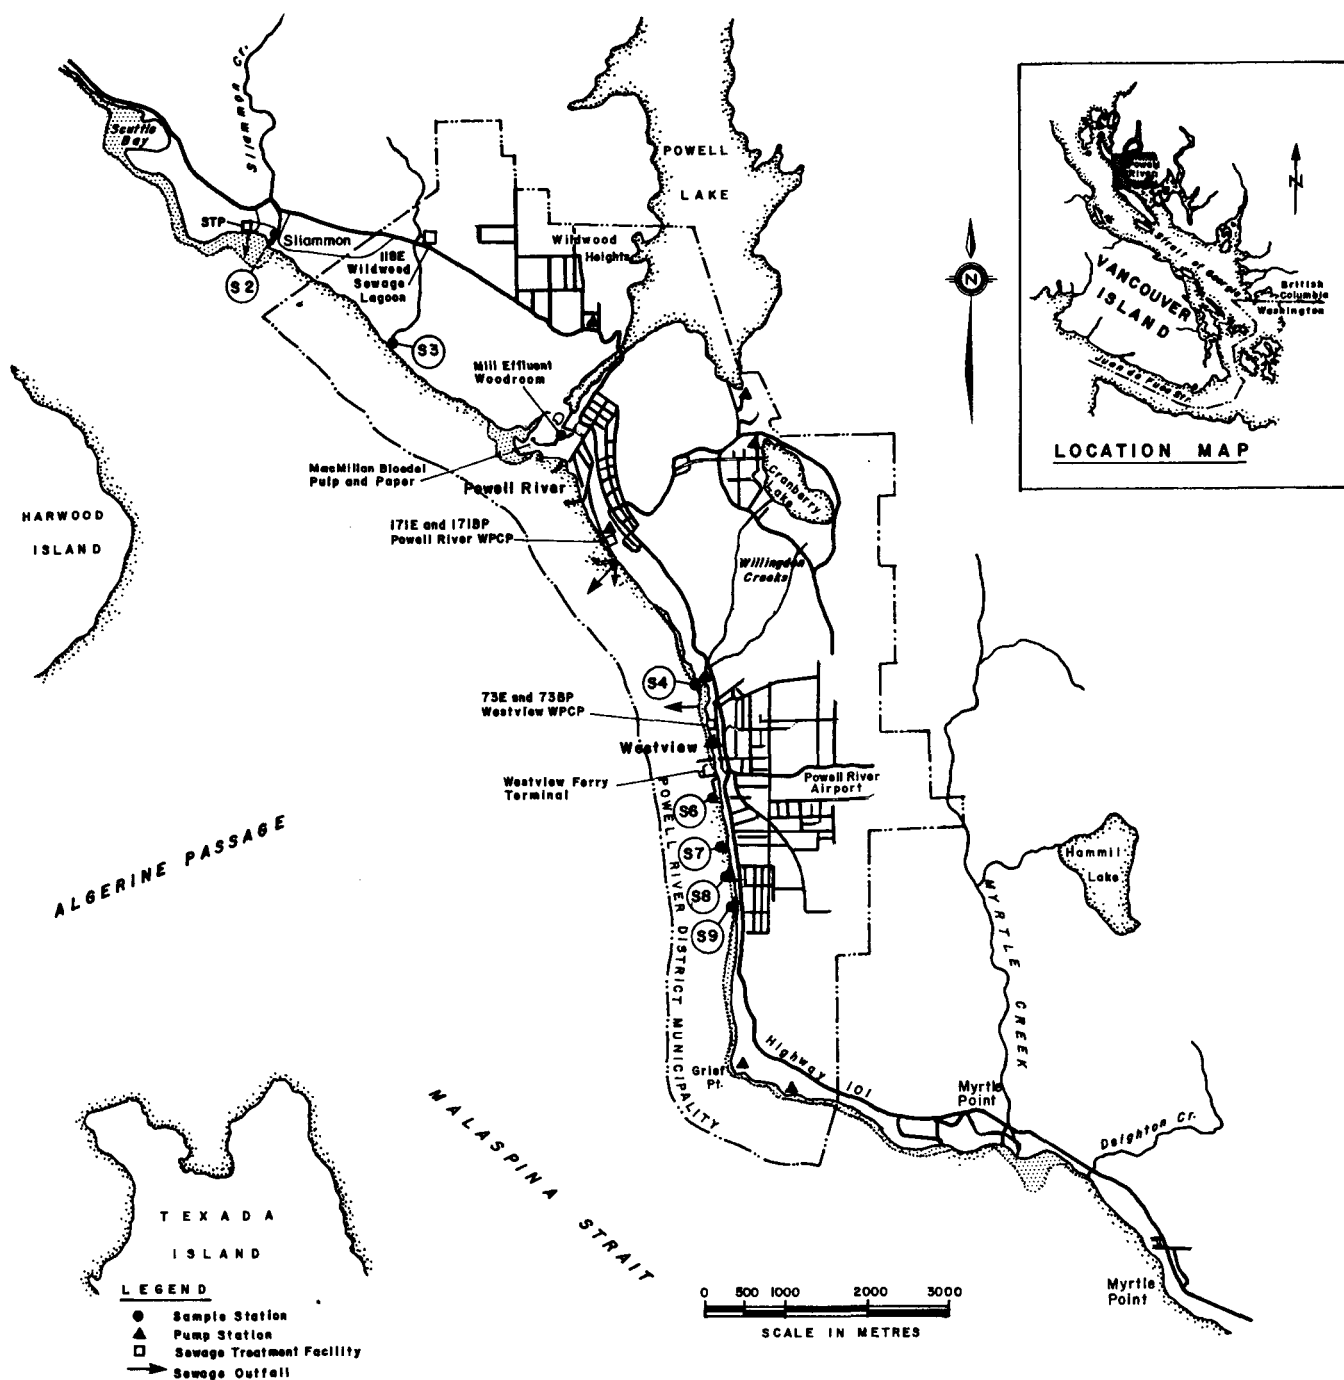 Sliammon Cr.
Scuttle Bay
STP
Sliammon
S2
118E
Wildwood
Sewage
Lagoon
S3
POWELL
LAKE
Wildwood
Heights
Mill Effluent
Woodroom
MacMillan Bloedel
Pulp and Paper
Powell River
171E and 171BP
Powell River WPCP
HARWOOD
ISLAND
Cranberry
Lake
Willingdon
Creeks
S4
73E and 73BP
Westview WPCP
Westview
Westview Ferry
Terminal
Powell River
Airport
S6
S7
S8
S9
POWELL RIVER DISTRICT MUNICIPALITY
ALGERINE PASSAGE
MALASPINA STRAIT
Hammil
Lake
MYRTLE CREEK
Grief
Pt.
Highway 101
Myrtle
Point
Deighton Cr.
Myrtle
Point
TEXADA
ISLAND
N
N
Powell
River
Strait of Georgia
VANCOUVER
ISLAND
British
Columbia
Washington
Juan de Fuca Str.
LOCATION MAP
LEGEND
Sample Station
Pump Station
Sewage Treatment Facility
Sewage Outfall
0 500 1000 2000 3000
SCALE IN METRES